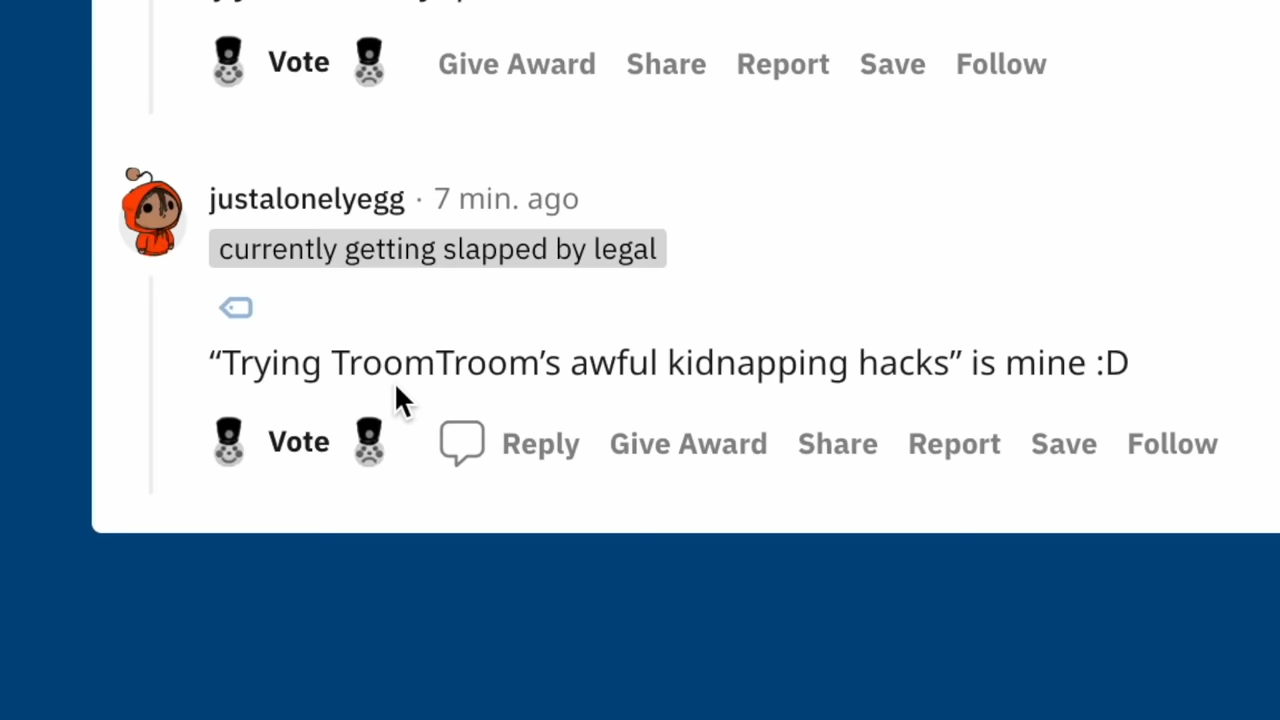 Vote Give Award Share Report Save Follow
justalonelyegg · 7 min. ago
currently getting slapped by legal
“Trying TroomTroom’s awful kidnapping hacks” is mine :D
Vote Reply Give Award Share Report Save Follow